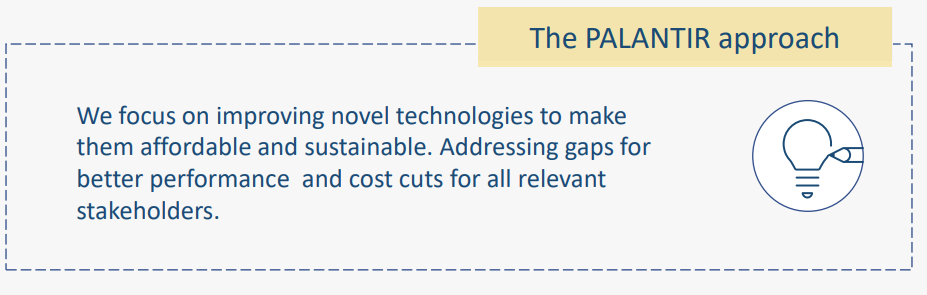 The PALANTIR approach
We focus on improving novel technologies to make
them affordable and sustainable. Addressing gaps for
better performance  and cost cuts for all relevant
stakeholders.